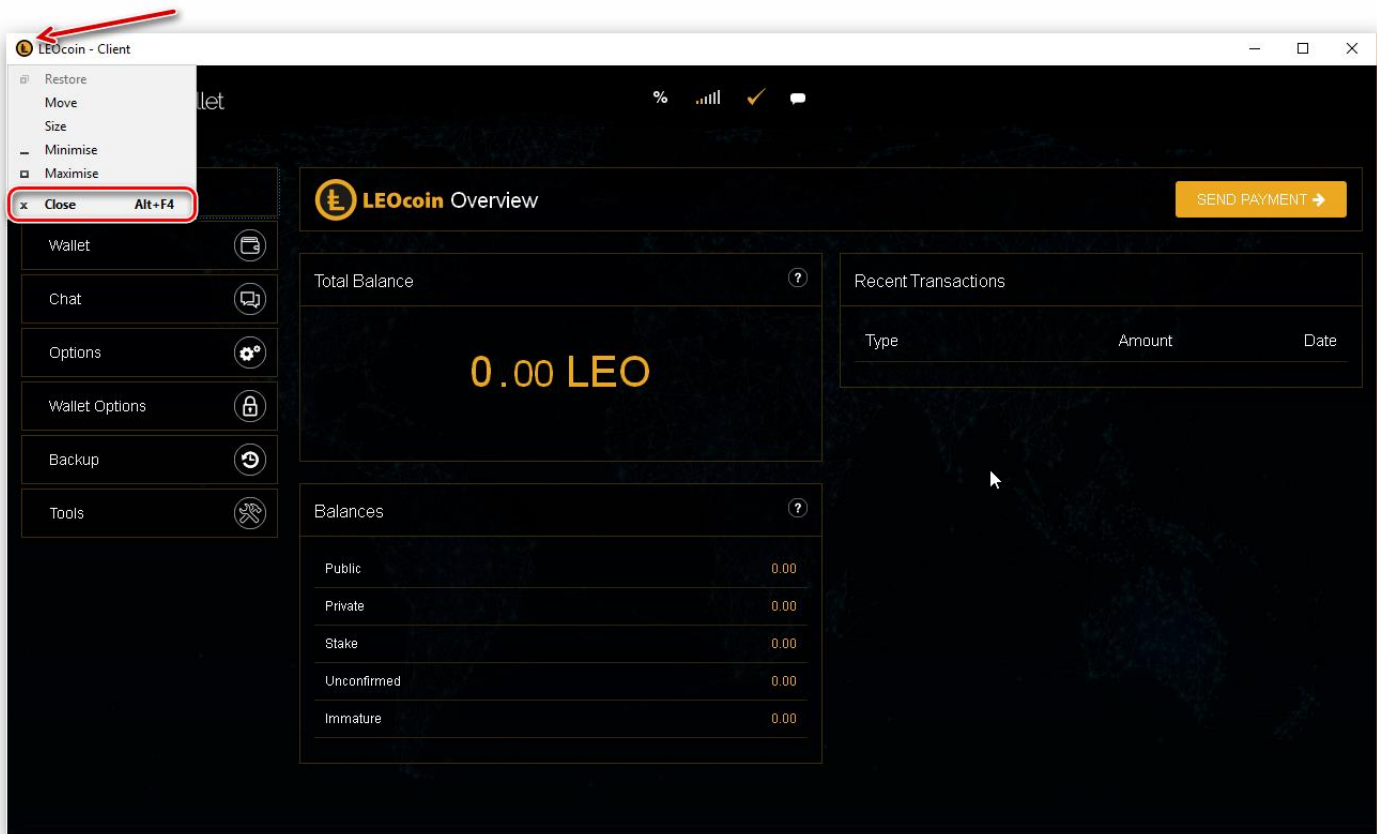 LEOcoin - Client
Restore
Move
Size
Minimise
Maximise
Close Alt+F4
llet
%
LEOcoin Overview
SEND PAYMENT
Wallet
Chat
Options
Wallet Options
Backup
Tools
Total Balance ?
0.00 LEO
Balances ?
Public 0.00
Private 0.00
Stake 0.00
Unconfirmed 0.00
Immature 0.00
Recent Transactions
Type Amount Date